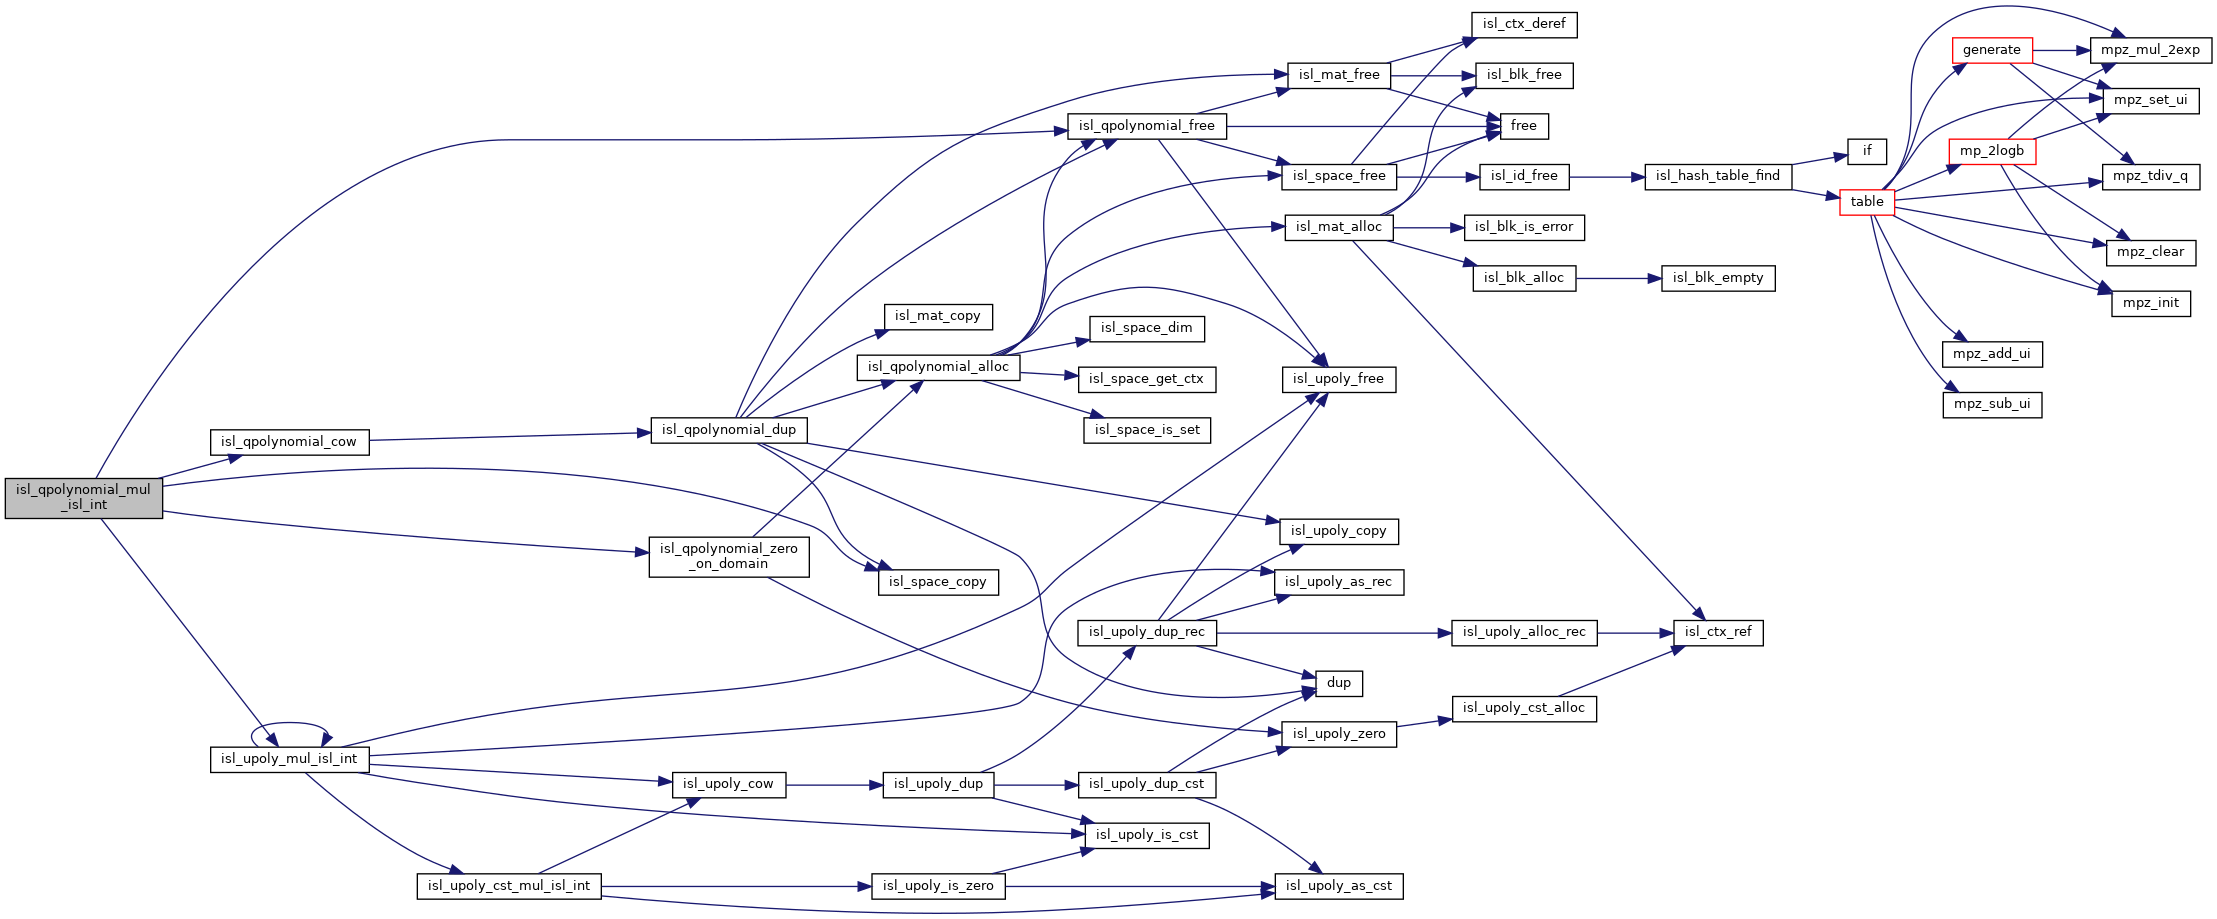 isl_qpolynomial_mul
_isl_int
isl_qpolynomial_cow
isl_upoly_mul_isl_int
isl_upoly_cst_mul_isl_int
isl_qpolynomial_dup
isl_qpolynomial_zero
_on_domain
isl_upoly_cow
isl_mat_copy
isl_qpolynomial_alloc
isl_space_copy
isl_upoly_dup
isl_upoly_is_zero
isl_qpolynomial_free
isl_space_dim
isl_space_get_ctx
isl_space_is_set
isl_upoly_dup_rec
isl_upoly_dup_cst
isl_upoly_is_cst
isl_mat_free
isl_space_free
isl_mat_alloc
isl_upoly_free
isl_upoly_copy
isl_upoly_as_rec
dup
isl_upoly_zero
isl_upoly_as_cst
isl_ctx_deref
isl_blk_free
free
isl_id_free
isl_blk_is_error
isl_blk_alloc
isl_upoly_alloc_rec
isl_upoly_cst_alloc
isl_hash_table_find
isl_blk_empty
isl_ctx_ref
if
table
generate
mp_2logb
mpz_add_ui
mpz_sub_ui
mpz_mul_2exp
mpz_set_ui
mpz_tdiv_q
mpz_clear
mpz_init